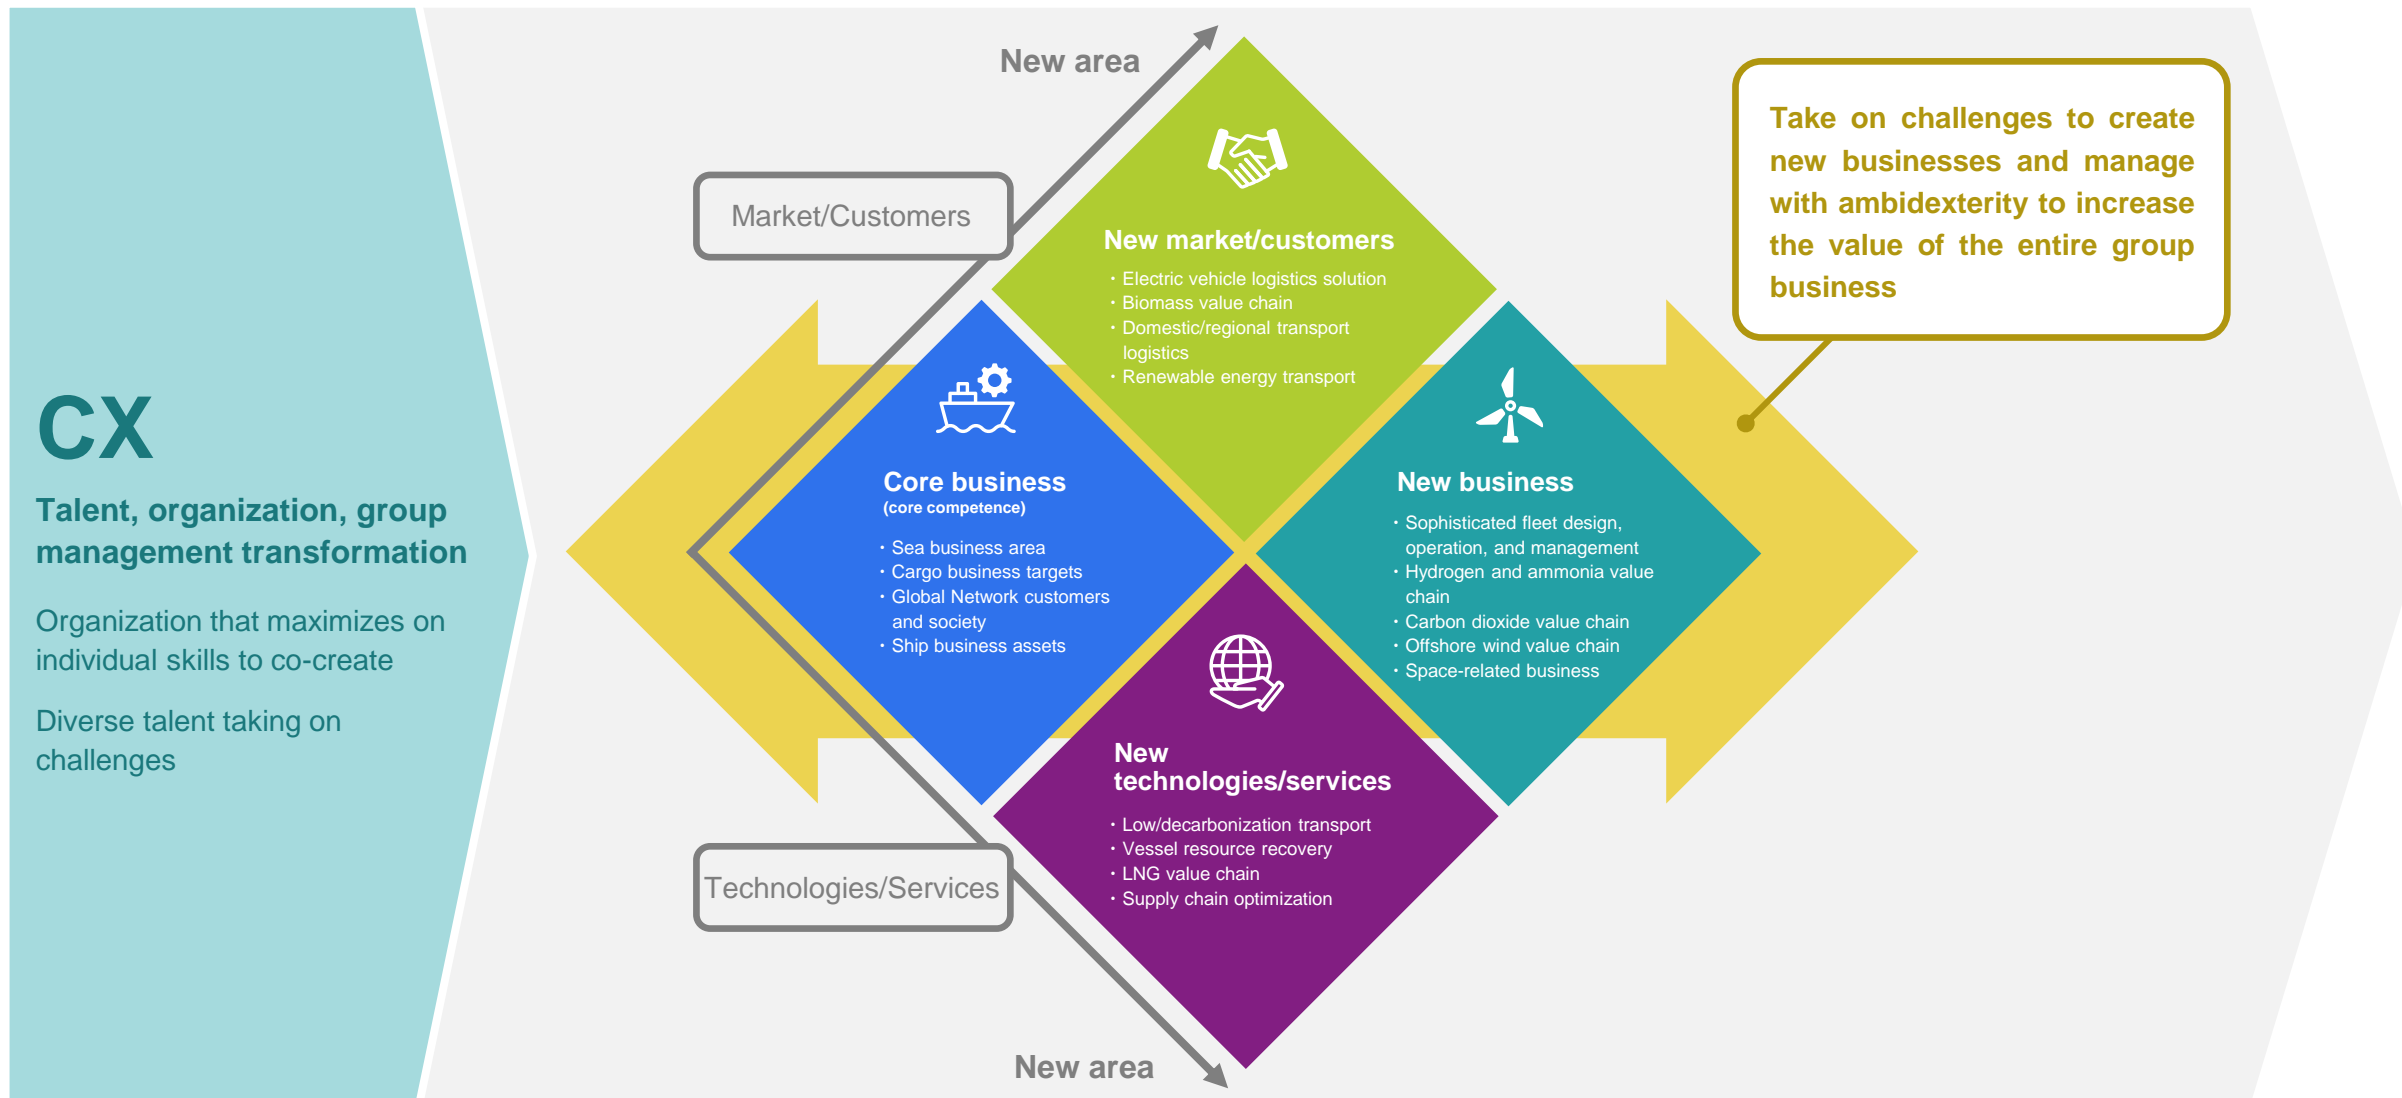 CX
Talent, organization, group
management transformation
Organization that maximizes on
individual skills to co-create
Diverse talent taking on
challenges
New area
Market/Customers
New market/customers
・Electric vehicle logistics solution
・Biomass value chain
・Domestic/regional transport
logistics
・Renewable energy transport
Core business
(core competence)
・Sea business area
・Cargo business targets
・Global Network customers
and society
・Ship business assets
New business
・Sophisticated fleet design,
operation, and management
・Hydrogen and ammonia value
chain
・Carbon dioxide value chain
・Offshore wind value chain
・Space-related business
New
technologies/services
・Low/decarbonization transport
・Vessel resource recovery
・LNG value chain
・Supply chain optimization
Technologies/Services
New area
Take on challenges to create
new businesses and manage
with ambidexterity to increase
the value of the entire group
business